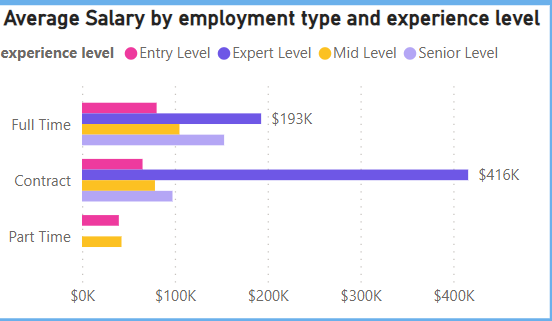 Average Salary by employment type and experience level
experience level Entry Level Expert Level Mid Level Senior Level
Full Time $193K
Contract $416K
Part Time
$0K $100K $200K $300K $400K